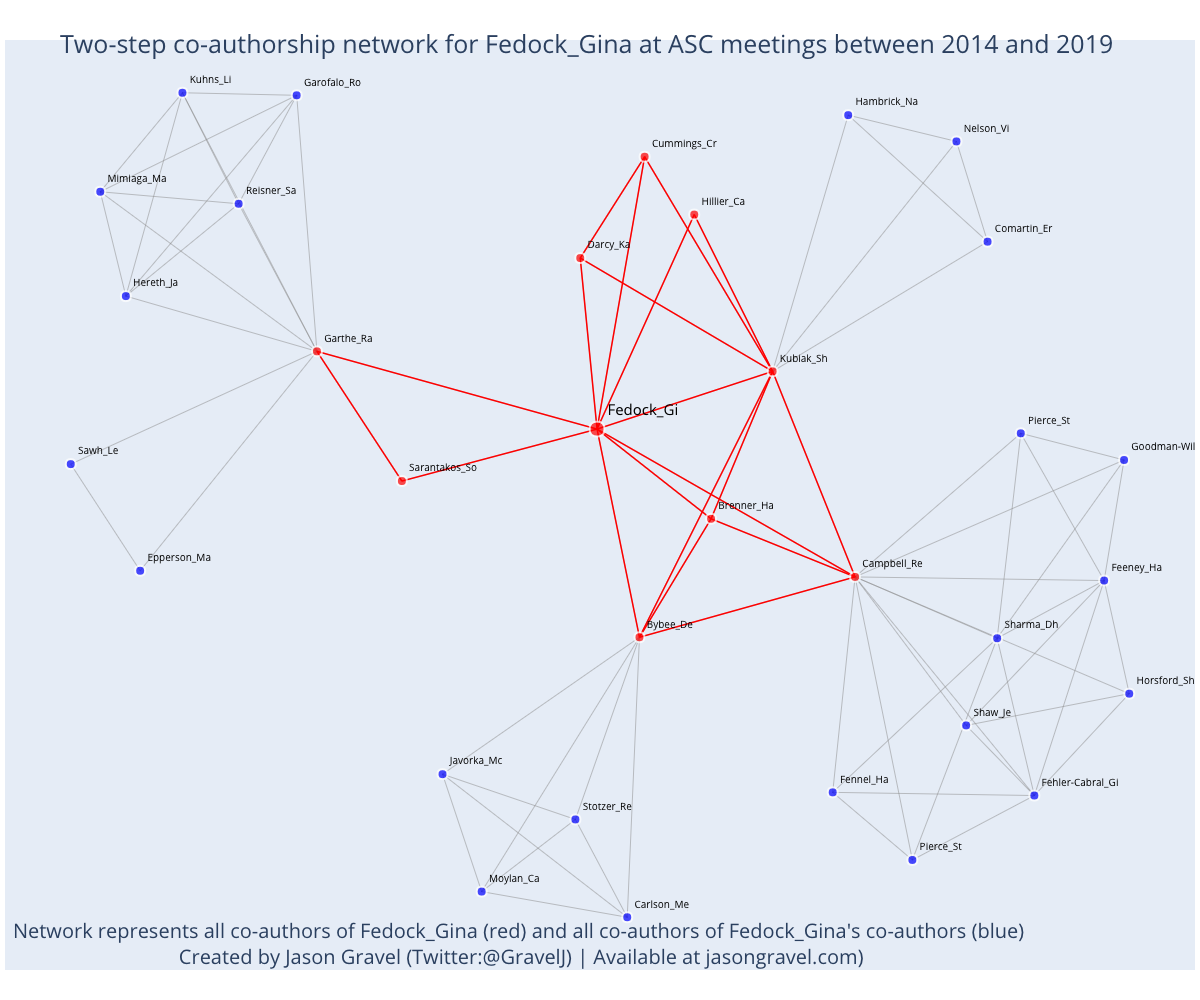 Two-step co-authorship network for Fedock_Gina at ASC meetings between 2014 and 2019
Kuhns_Li
Garofalo_Ro
Hambrick_Na
Nelson_Vi
Cummings_Cr
Mimiaga_Ma
Reisner_Sa
Hillier_Ca
Comartin_Er
Darcy_Ka
Hereth_Ja
Garthe_Ra
Kubiak_Sh
Fedock_Gi
Pierce_St
Goodman-Wil
Sawh_Le
Sarantakos_So
Brenner_Ha
Epperson_Ma
Campbell_Re
Feeney_Ha
Bybee_De
Sharma_Dh
Horsford_Sh
Shaw_Je
Javorka_Mc
Fennel_Ha
Fehler-Cabral_Gi
Stotzer_Re
Pierce_St
Moylan_Ca
Carlson_Me
Network represents all co-authors of Fedock_Gina (red) and all co-authors of Fedock_Gina's co-authors (blue)
Created by Jason Gravel (Twitter:@GravelJ) | Available at jasongravel.com)